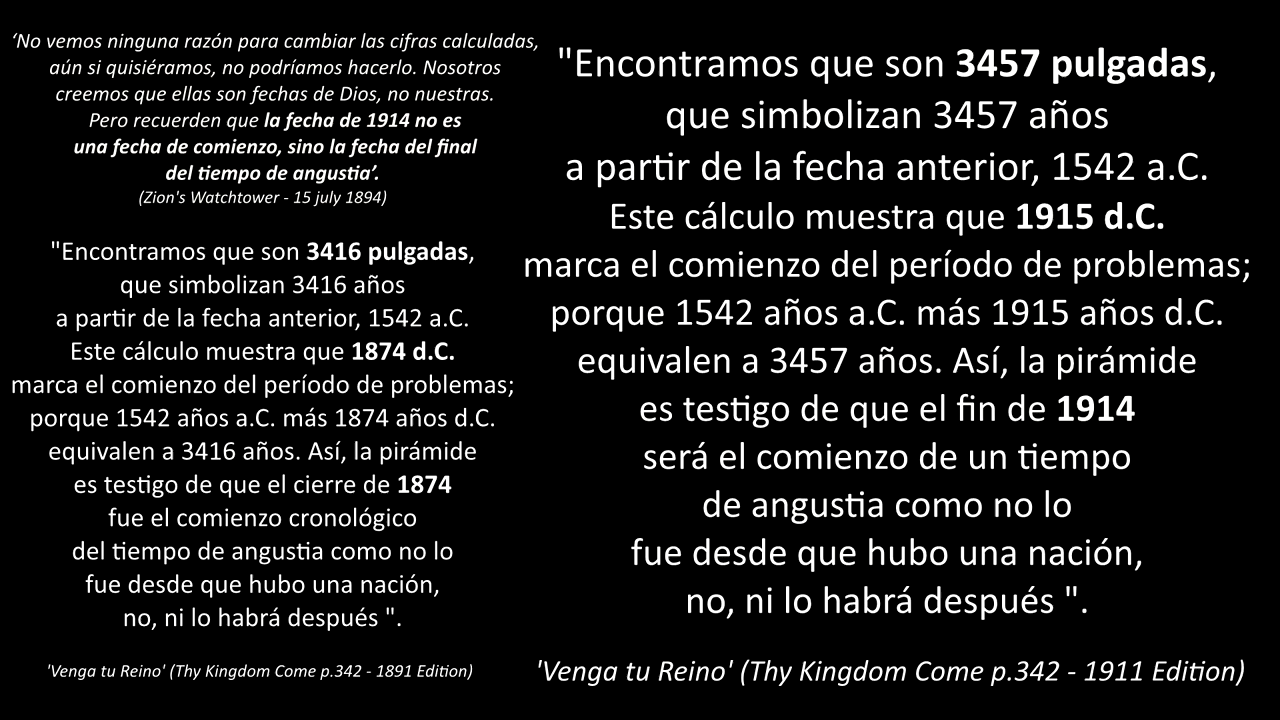 ‘No vemos ninguna razón para cambiar las cifras calculadas,
aún si quisiéramos, no podríamos hacerlo. Nosotros
creemos que ellas son fechas de Dios, no nuestras.
Pero recuerden que la fecha de 1914 no es
una fecha de comienzo, sino la fecha del final
del tiempo de angustia’.
(Zion's Watchtower - 15 july 1894)
"Encontramos que son 3416 pulgadas,
que simbolizan 3416 años
a partir de la fecha anterior, 1542 a.C.
Este cálculo muestra que 1874 d.C.
marca el comienzo del período de problemas;
porque 1542 años a.C. más 1874 años d.C.
equivalen a 3416 años. Así, la pirámide
es testigo de que el cierre de 1874
fue el comienzo cronológico
del tiempo de angustia como no lo
fue desde que hubo una nación,
no, ni lo habrá después ".
'Venga tu Reino' (Thy Kingdom Come p.342 - 1891 Edition)
"Encontramos que son 3457 pulgadas,
que simbolizan 3457 años
a partir de la fecha anterior, 1542 a.C.
Este cálculo muestra que 1915 d.C.
marca el comienzo del período de problemas;
porque 1542 años a.C. más 1915 años d.C.
equivalen a 3457 años. Así, la pirámide
es testigo de que el fin de 1914
será el comienzo de un tiempo
de angustia como no lo
fue desde que hubo una nación,
no, ni lo habrá después ".
'Venga tu Reino' (Thy Kingdom Come p.342 - 1911 Edition)